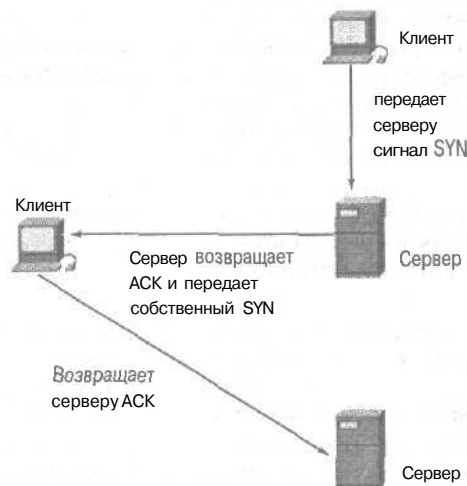 Клиент
передает
серверу
сигнал SYN
Клиент
Сервер возвращает
АСК и передает
собственный SYN
Сервер
Возвращает
серверу АСК
Сервер